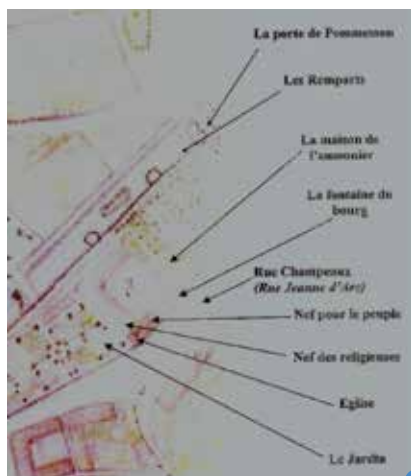 La porte de Pommesson
Les Remparts
La maison de
l'aumonier
La fontaine du
bourg
Rue Champeaux
(Rue Jeanne d'Arc)
Nef pour le peuple
Nef des religieuses
Eglise
Le Jardin